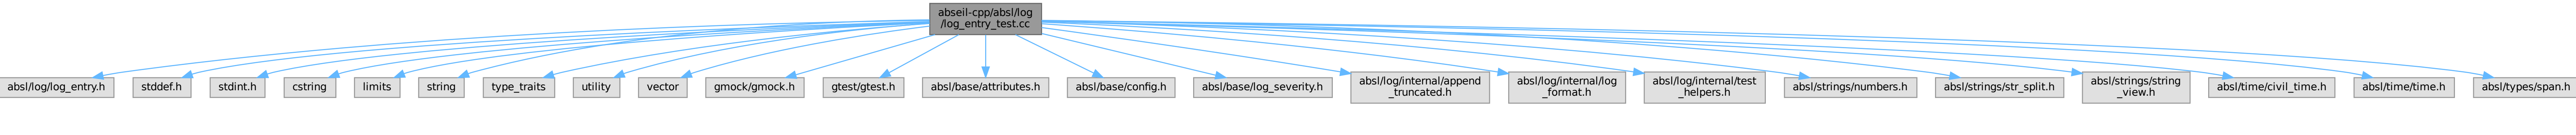 abseil-cpp/absl/log
/log_entry_test.cc
absl/log/log_entry.h
stddef.h
stdint.h
cstring
limits
string
type_traits
utility
vector
gmock/gmock.h
gtest/gtest.h
absl/base/attributes.h
absl/base/config.h
absl/base/log_severity.h
absl/log/internal/append
_truncated.h
absl/log/internal/log
_format.h
absl/log/internal/test
_helpers.h
absl/strings/numbers.h
absl/strings/str_split.h
absl/strings/string
_view.h
absl/time/civil_time.h
absl/time/time.h
absl/types/span.h